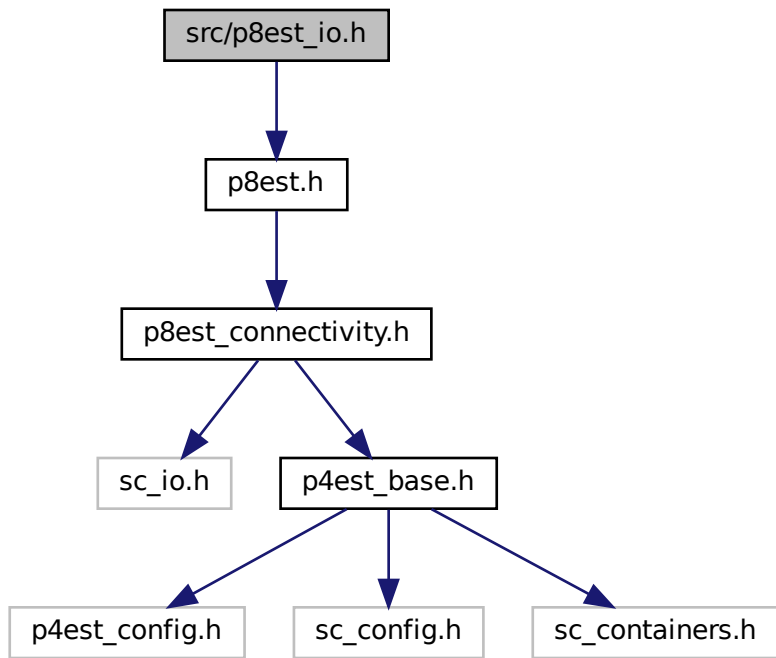 src/p8est_io.h
p8est.h
p8est_connectivity.h
sc_io.h
p4est_base.h
p4est_config.h
sc_config.h
sc_containers.h